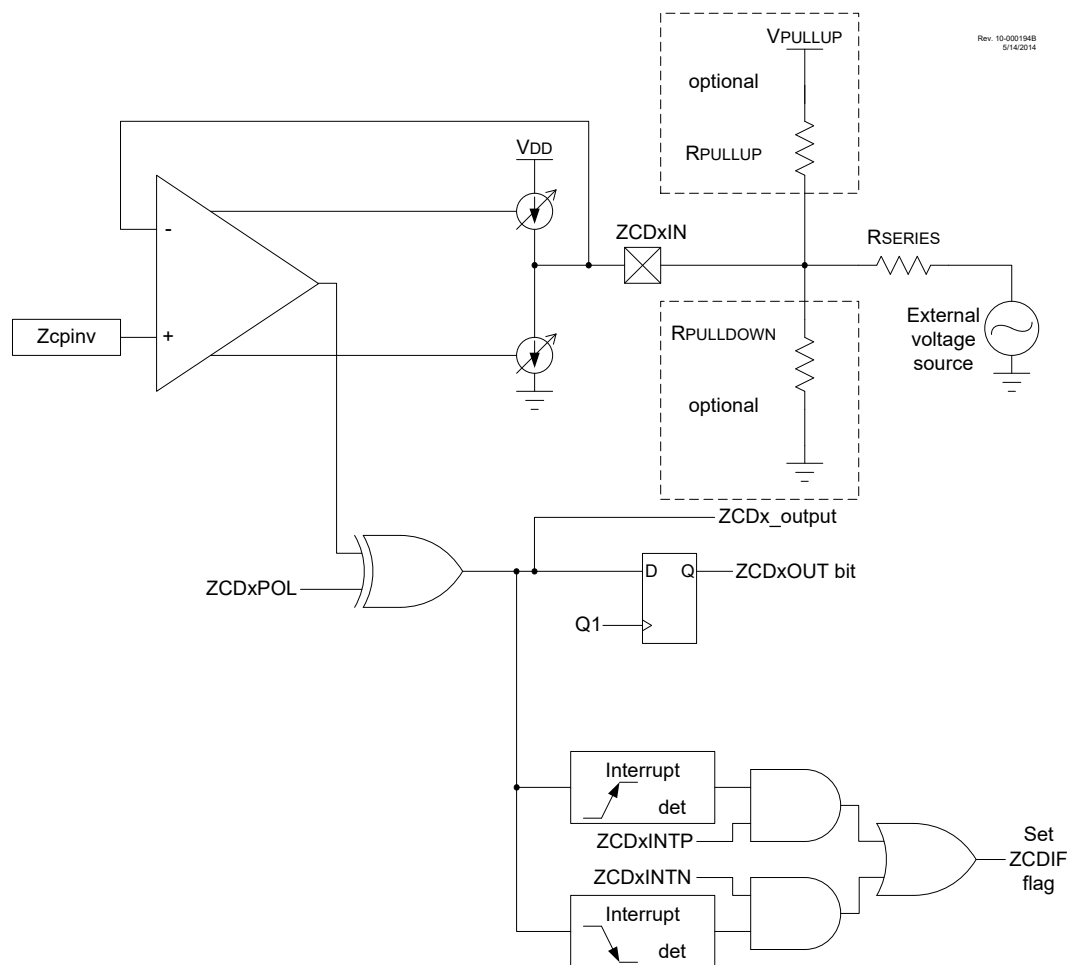 Rev. 10-000194B
5/14/2014
VPULLUP
optional
RPULLUP
VDD
-
ZCDxIN
RSERIES
Zcpinv
+
RPULLDOWN
External
voltage
source
optional
ZCDx_output
ZCDxPOL
D
Q
ZCDxOUT bit
Q1
Interrupt
det
ZCDxINTP
Set
ZCDIF
flag
ZCDxINTN
Interrupt
det